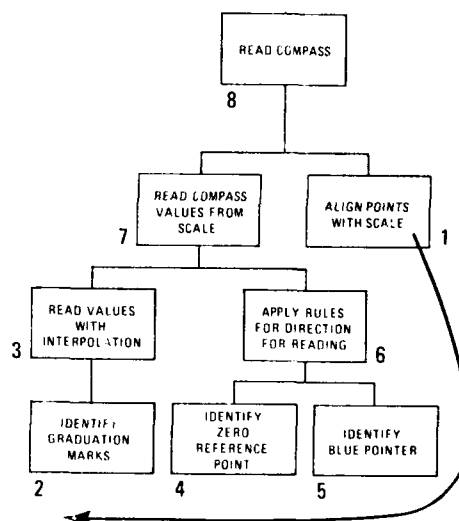 READ COMPASS
8
READ COMPASS
VALUES FROM
SCALE
7
ALIGN POINTS
WITH SCALE
1
READ VALUES
WITH
INTERPOLATION
3
APPLY RULES
FOR DIRECTION
FOR READING
6
IDENTIFY
GRADUATION
MARKS
2
IDENTIFY
ZERO
REFERENCE
POINT
4
IDENTIFY
BLUE POINTER
5